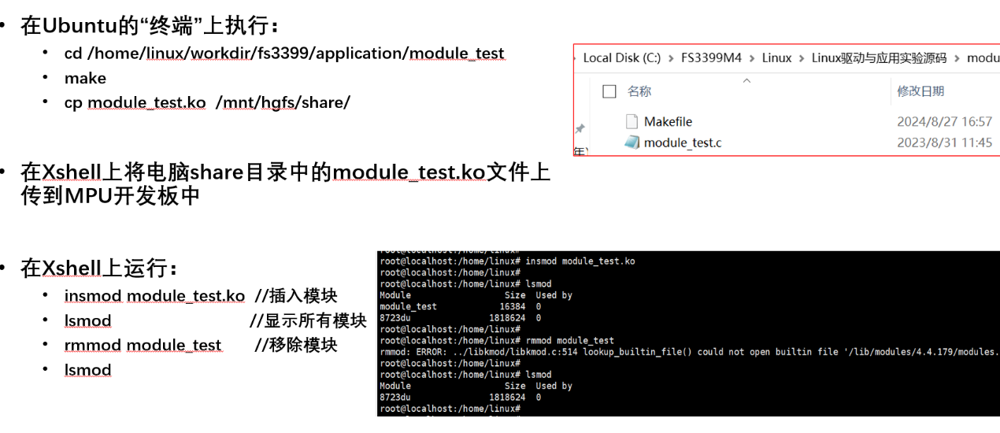 在Ubuntu的“终端”上执行：
cd /home/linux/workdir/fs3399/application/module_test
make
cp module_test.ko /mnt/hgfs/share/
Local Disk (C:) > FS3399M4 > Linux > Linux驱动与应用实验源码 > modu
名称 修改日期
Makefile 2024/8/27 16:57
module_test.c 2023/8/31 11:45
年)
在Xshell上将电脑share目录中的module_test.ko文件上
传到MPU开发板中
在Xshell上运行：
insmod module_test.ko //插入模块
lsmod //显示所有模块
rmmod module_test //移除模块
lsmod
root@localhost:/home/linux# insmod module_test.ko
root@localhost:/home/linux#
root@localhost:/home/linux# lsmod
Module Size Used by
module_test 16384 0
8723du 1818624 0
root@localhost:/home/linux#
root@localhost:/home/linux# rmmod module_test
rmmod: ERROR: ../libkmod/libkmod.c:514 lookup_builtin_file() could not open builtin file '/lib/modules/4.4.179/modules.
root@localhost:/home/linux#
root@localhost:/home/linux# lsmod
Module Size Used by
8723du 1818624 0
root@localhost:/home/linux#